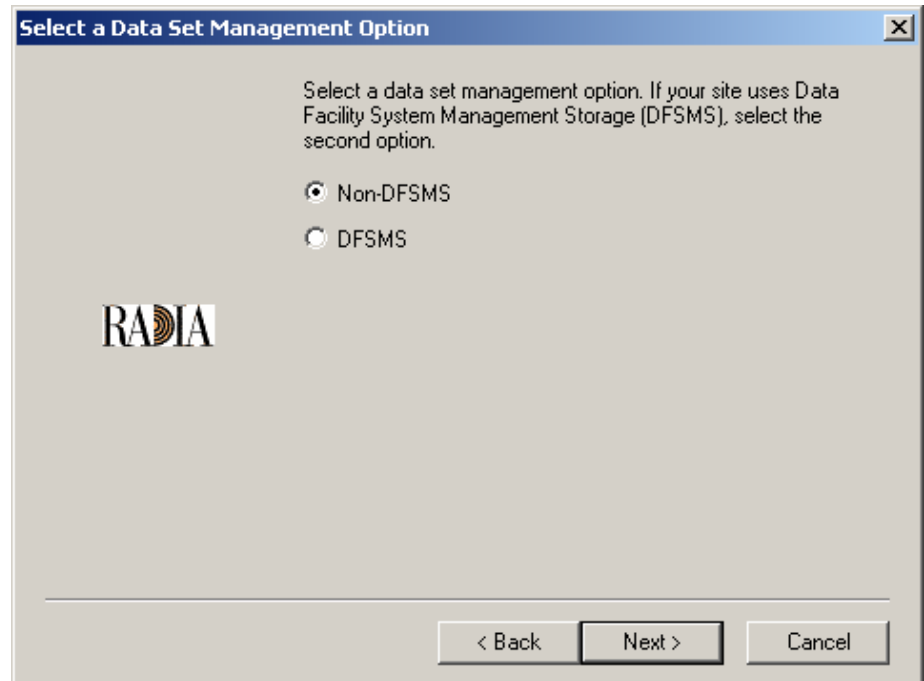 Select a Data Set Management Option
Select a data set management option. If your site uses Data
Facility System Management Storage (DFSMS), select the
second option.
Non-DFSMS
DFSMS
RADIA
< Back
Next >
Cancel